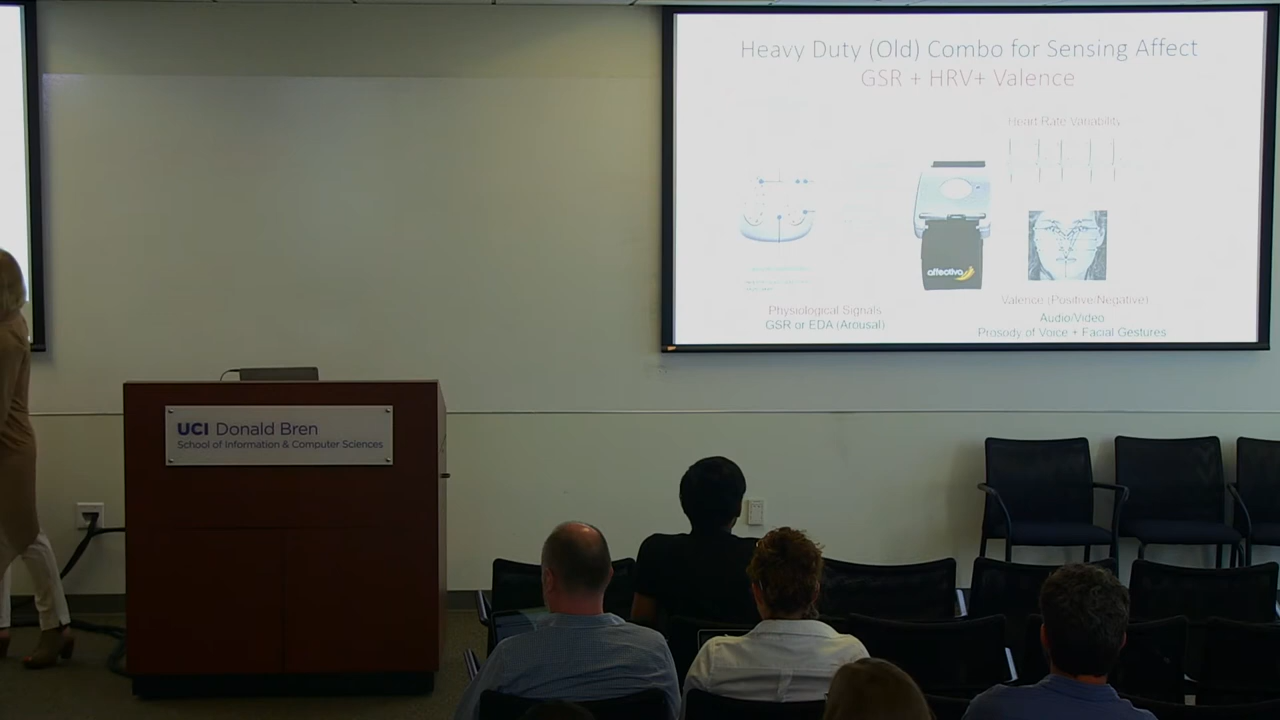 Heavy Duty (Old) Combo for Sensing Affect
GSR + HRV+ Valence
Heart Rate Variability
affectiva
Physiological Signals
GSR or EDA (Arousal)
Valence (Positive/Negative)
Audio/Video
Prosody of Voice + Facial Gestures
UCI Donald Bren
School of Information & Computer Sciences